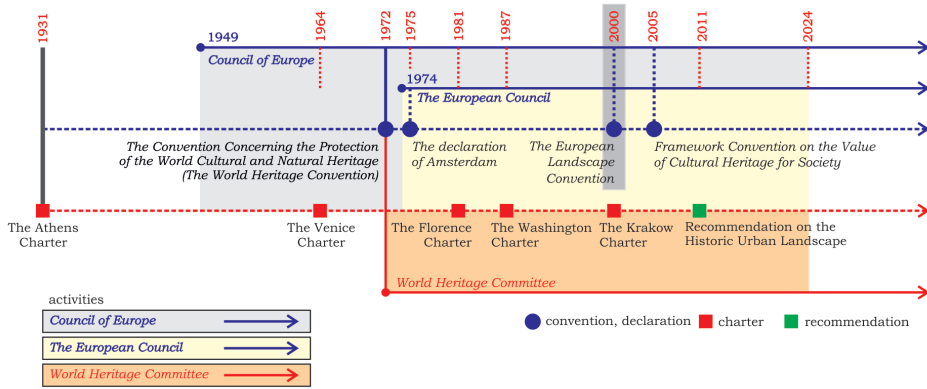 1931
1964
1972
1975
1981
1987
2000
2005
2011
2024
1949
Council of Europe
1974
The European Council
The Convention Concerning the Protection
of the World Cultural and Natural Heritage
(The World Heritage Convention)
The declaration
of Amsterdam
The European
Landscape
Convention
Framework Convention on the Value
of Cultural Heritage for Society
The Athens
Charter
The Venice
Charter
The Florence
Charter
The Washington
Charter
The Krakow
Charter
Recommendation on the
Historic Urban Landscape
World Heritage Committee
activities
Council of Europe
The European Council
World Heritage Committee
convention, declaration
charter
recommendation